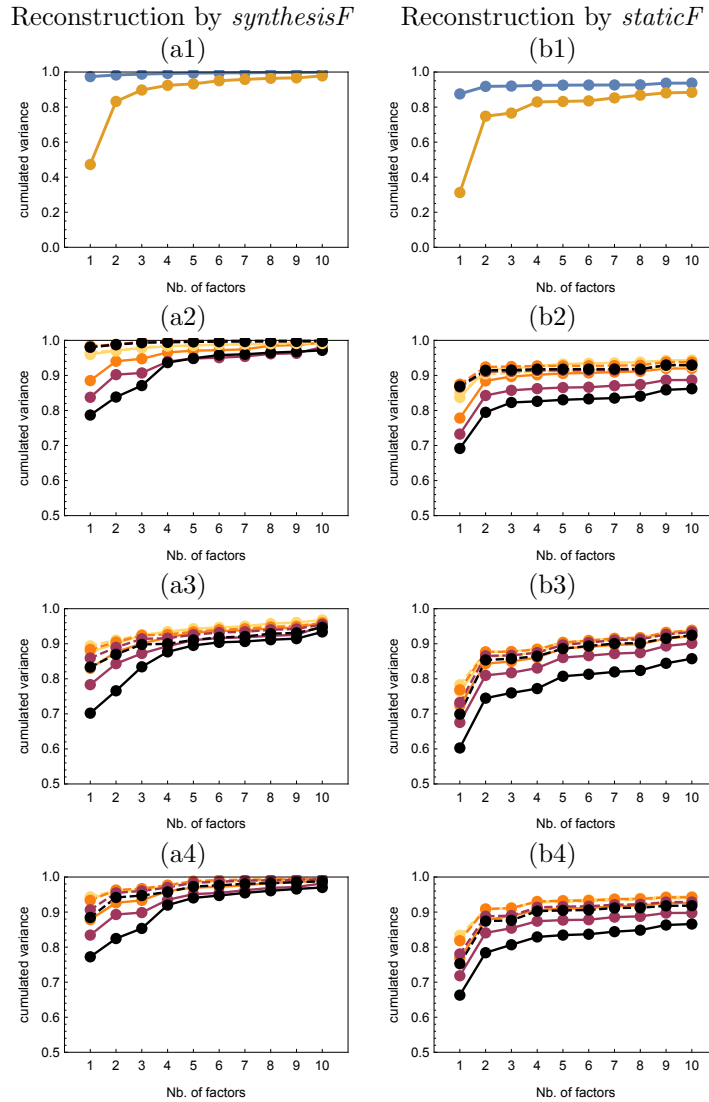 Reconstruction by synthesisF Reconstruction by staticF
(a1) (b1)
1.0
0.8
0.6
0.4
0.2
0.0
cumulated variance
1 2 3 4 5 6 7 8 9 10
Nb. of factors
1.0
0.8
0.6
0.4
0.2
0.0
cumulated variance
1 2 3 4 5 6 7 8 9 10
Nb. of factors
(a2) (b2)
1.0
0.9
0.8
0.7
0.6
0.5
cumulated variance
1 2 3 4 5 6 7 8 9 10
Nb. of factors
1.0
0.9
0.8
0.7
0.6
0.5
cumulated variance
1 2 3 4 5 6 7 8 9 10
Nb. of factors
(a3) (b3)
1.0
0.9
0.8
0.7
0.6
0.5
cumulated variance
1 2 3 4 5 6 7 8 9 10
Nb. of factors
1.0
0.9
0.8
0.7
0.6
0.5
cumulated variance
1 2 3 4 5 6 7 8 9 10
Nb. of factors
(a4) (b4)
1.0
0.9
0.8
0.7
0.6
0.5
cumulated variance
1 2 3 4 5 6 7 8 9 10
Nb. of factors
1.0
0.9
0.8
0.7
0.6
0.5
cumulated variance
1 2 3 4 5 6 7 8 9 10
Nb. of factors